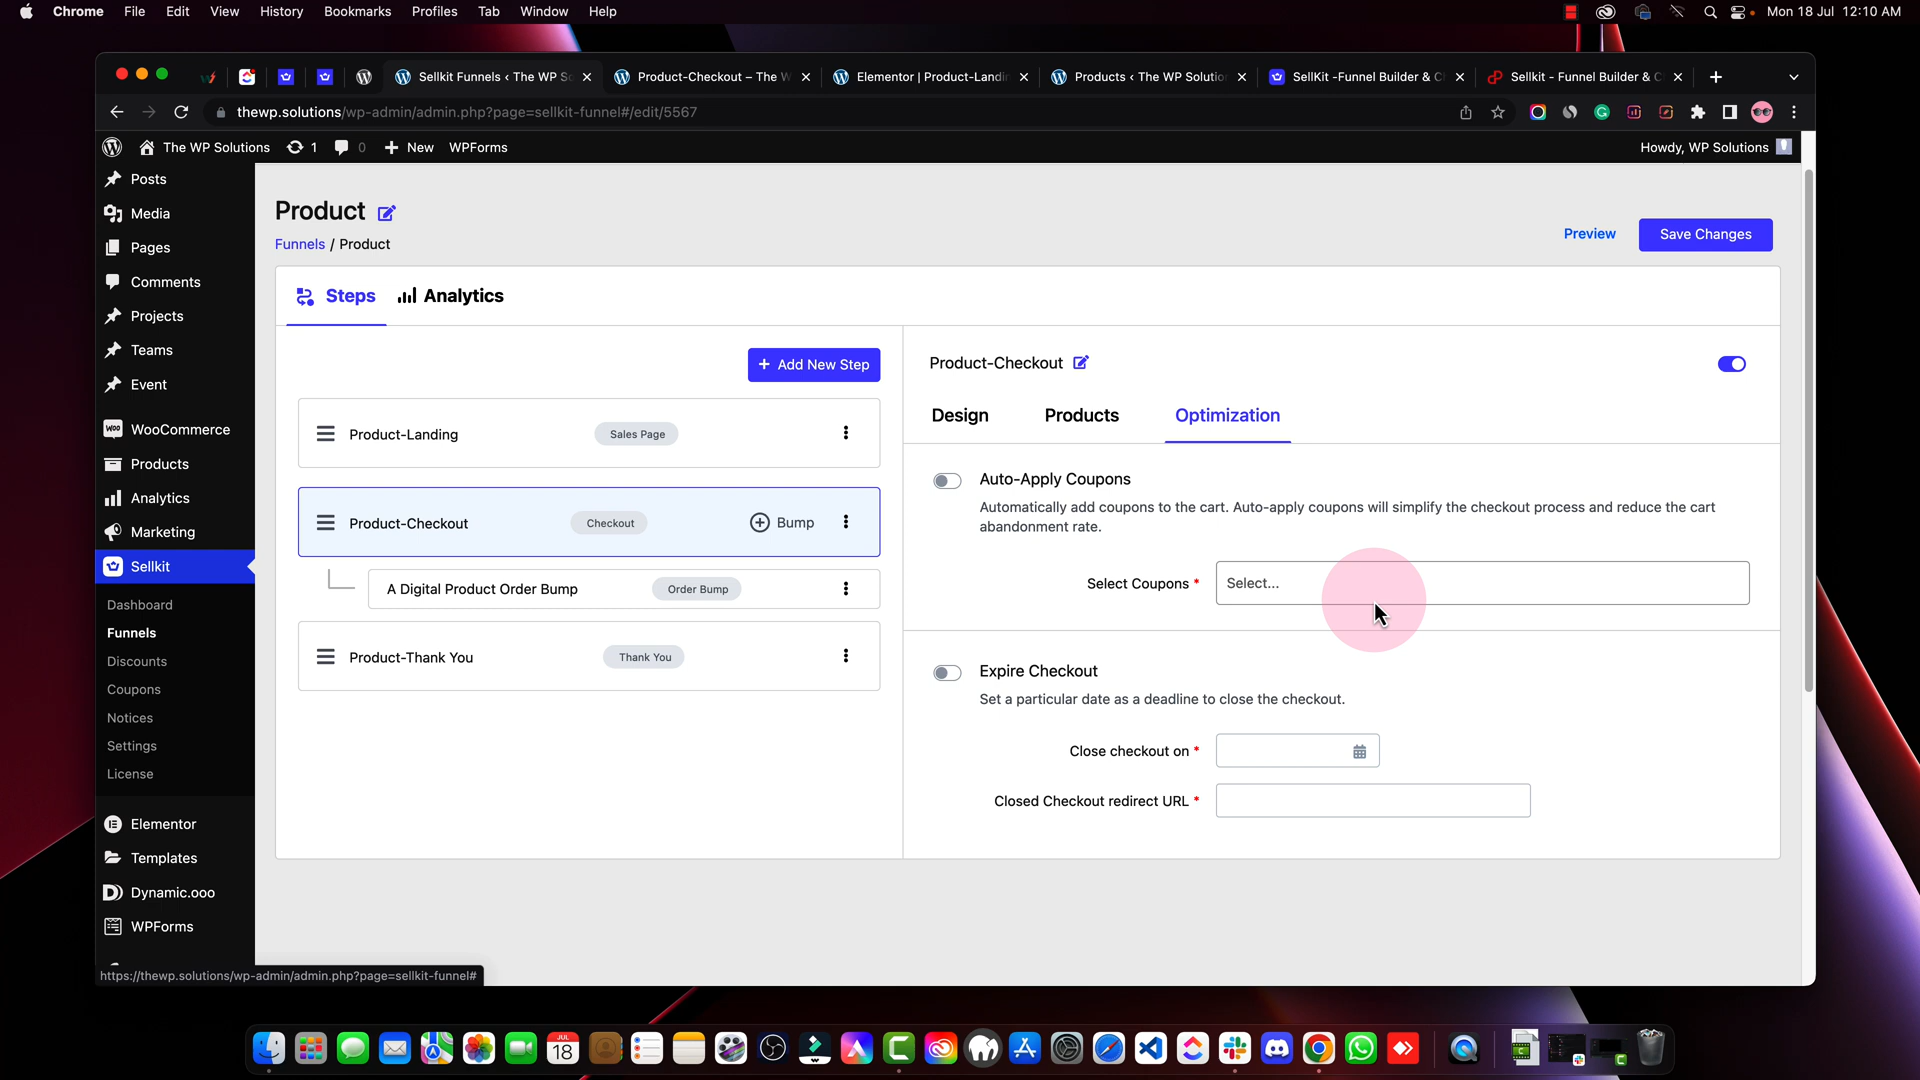 Chrome File Edit View History Bookmarks Profiles Tab Window Help Mon 18 Jul 12:10 AM
Sellkit Funnels < The WP So Product-Checkout – The W Elementor | Product-Landin Products < The WP Solution SellKit -Funnel Builder & C Sellkit - Funnel Builder & C
thewp.solutions/wp-admin/admin.php?page=sellkit-funnel#/edit/5567
The WP Solutions 1 0 New WPForms Howdy, WP Solutions
Posts
Media
Pages
Comments
Projects
Teams
Event
WooCommerce
Products
Analytics
Marketing
Sellkit
Dashboard
Funnels
Discounts
Coupons
Notices
Settings
License
Elementor
Templates
Dynamic.ooo
WPForms
https://thewp.solutions/wp-admin/admin.php?page=sellkit-funnel#
Product
Funnels / Product
Preview Save Changes
Steps Analytics
+ Add New Step
Product-Landing Sales Page
Product-Checkout Checkout Bump
A Digital Product Order Bump Order Bump
Product-Thank You Thank You
Product-Checkout
Design Products Optimization
Auto-Apply Coupons
Automatically add coupons to the cart. Auto-apply coupons will simplify the checkout process and reduce the cart
abandonment rate.
Select Coupons * Select...
Expire Checkout
Set a particular date as a deadline to close the checkout.
Close checkout on *
Closed Checkout redirect URL *
JUL
18